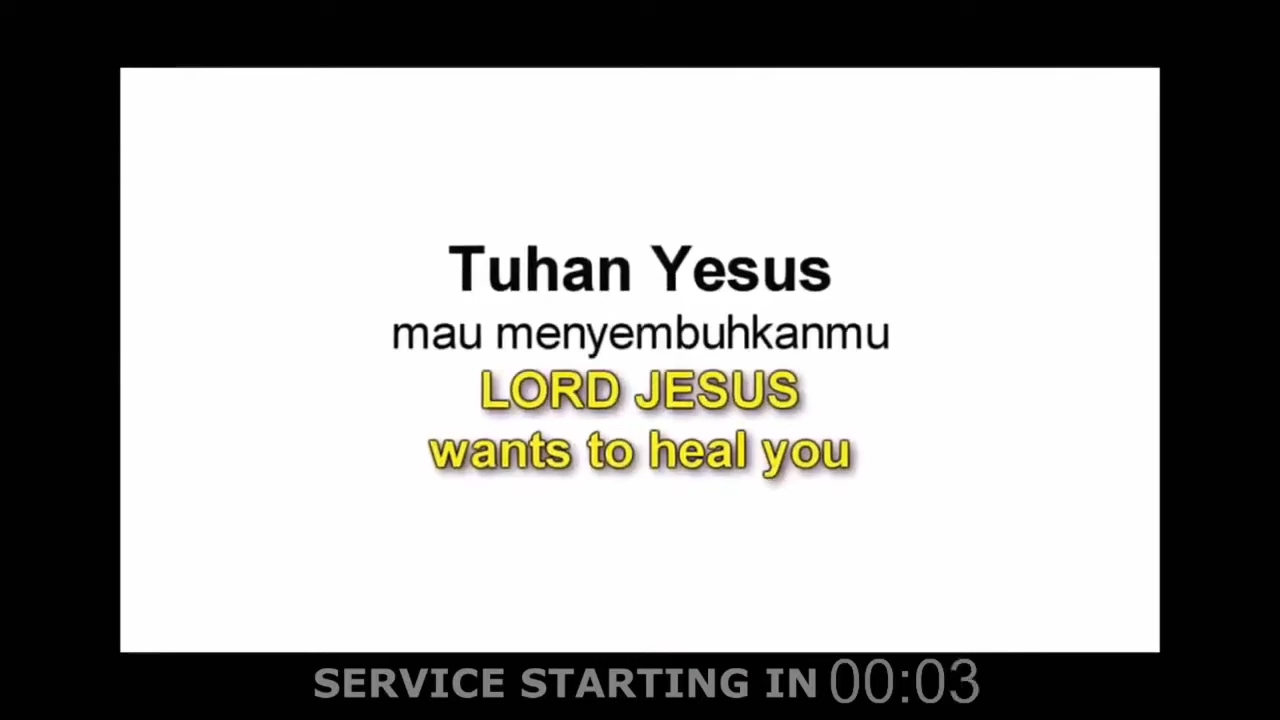 Tuhan Yesus
mau menyembuhkanmu
LORD JESUS
wants to heal you
SERVICE STARTING IN 00:03